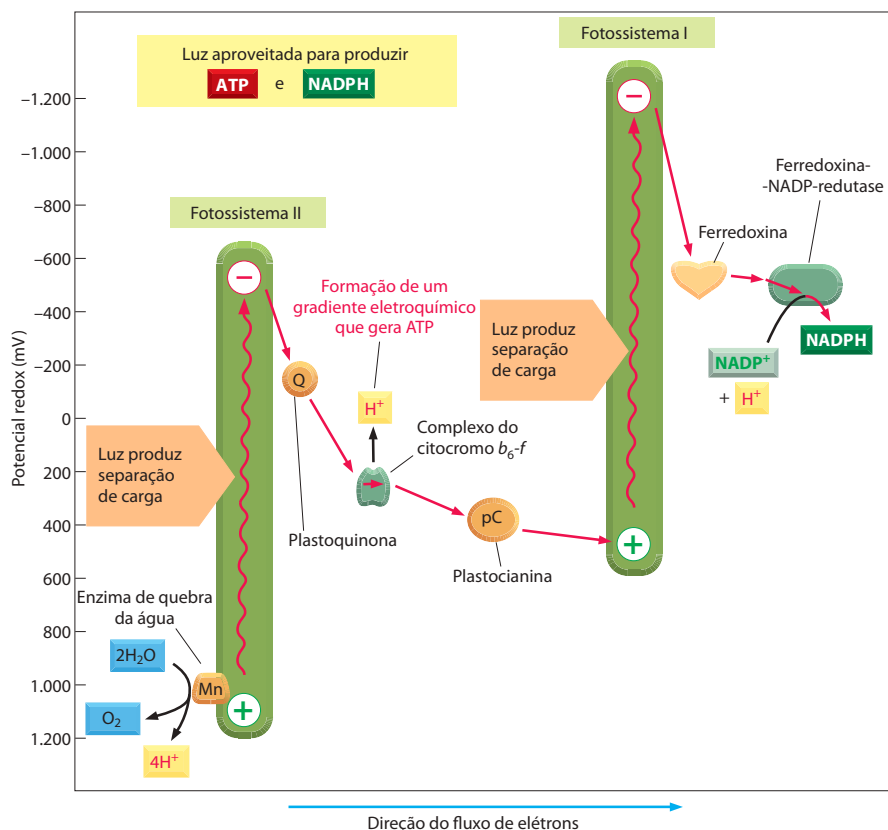 Fotossistema I
Luz aproveitada para produzir
ATP e NADPH
Potencial redox (mV)
–1.200
–1.000
–800
–600
–400
–200
0
200
400
600
800
1.000
1.200
Fotossistema II
Formação de um
gradiente eletroquímico
que gera ATP
Ferredoxina-
-NADP-redutase
Ferredoxina
Luz produz
separação
de carga
NADPH
NADP+
+ H+
Q
H+
Complexo do
citocromo b6-f
Luz produz
separação
de carga
Plastoquinona
pC
Plastocianina
Enzima de quebra
da água
2H2O
Mn
O2
4H+
−
+
−
+
Direção do fluxo de elétrons